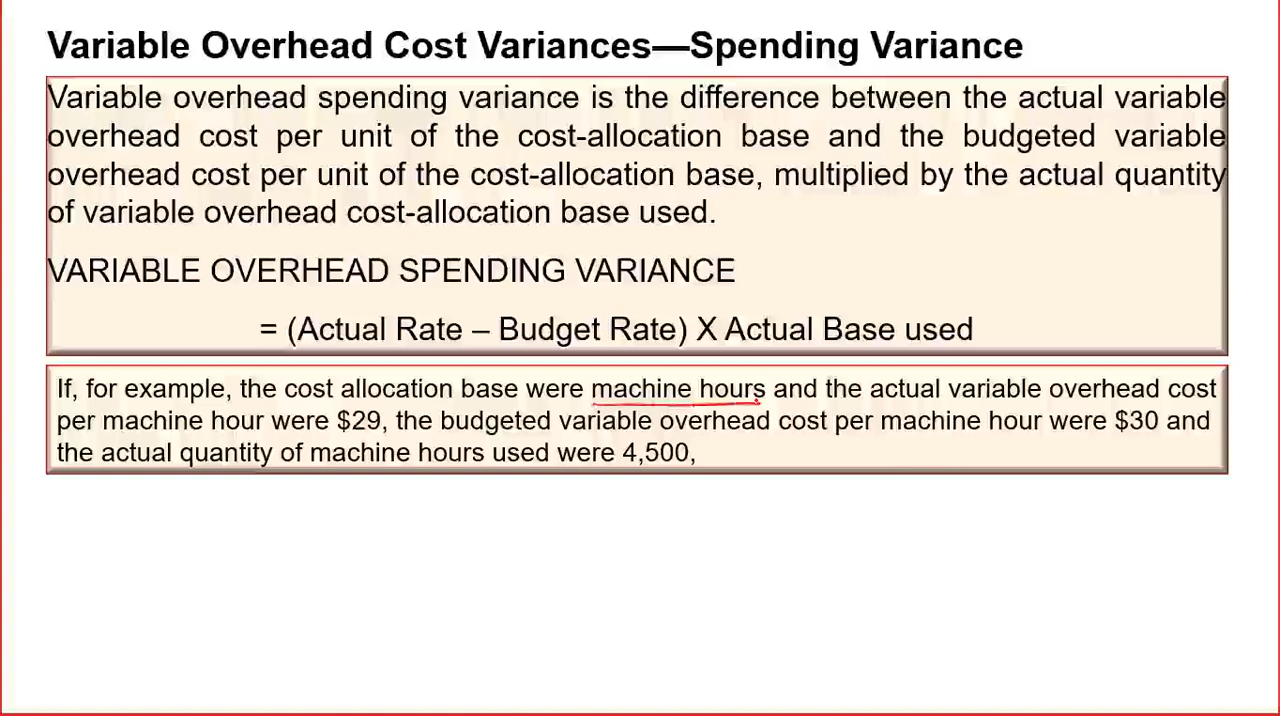 Variable Overhead Cost Variances—Spending Variance
Variable overhead spending variance is the difference between the actual variable
overhead cost per unit of the cost-allocation base and the budgeted variable
overhead cost per unit of the cost-allocation base, multiplied by the actual quantity
of variable overhead cost-allocation base used.
VARIABLE OVERHEAD SPENDING VARIANCE
= (Actual Rate – Budget Rate) X Actual Base used
If, for example, the cost allocation base were machine hours and the actual variable overhead cost
per machine hour were $29, the budgeted variable overhead cost per machine hour were $30 and
the actual quantity of machine hours used were 4,500,